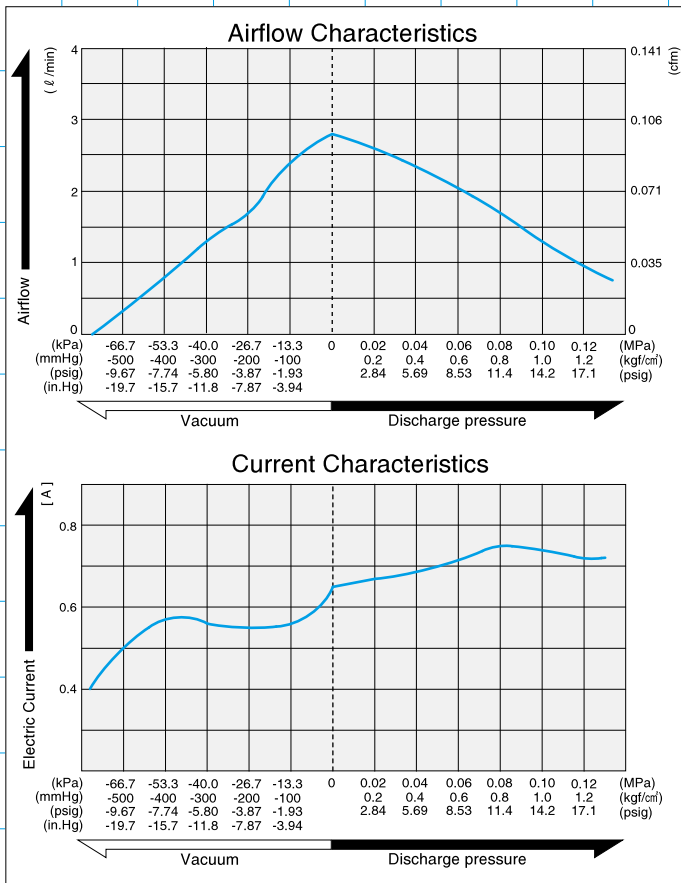 Airflow Characteristics
(ℓ/min)
(cfm)
4
3
2
1
0
0.141
0.106
0.071
0.035
0
Airflow
(kPa) -66.7 -53.3 -40.0 -26.7 -13.3 0 0.02 0.04 0.06 0.08 0.10 0.12 (MPa)
(mmHg) -500 -400 -300 -200 -100 0.2 0.4 0.6 0.8 1.0 1.2 (kgf/cm²)
(psig) -9.67 -7.74 -5.80 -3.87 -1.93 2.84 5.69 8.53 11.4 14.2 17.1 (psig)
(in.Hg) -19.7 -15.7 -11.8 -7.87 -3.94
Vacuum Discharge pressure
Current Characteristics
[A]
0.8
0.6
0.4
Electric Current
(kPa) -66.7 -53.3 -40.0 -26.7 -13.3 0 0.02 0.04 0.06 0.08 0.10 0.12 (MPa)
(mmHg) -500 -400 -300 -200 -100 0.2 0.4 0.6 0.8 1.0 1.2 (kgf/cm²)
(psig) -9.67 -7.74 -5.80 -3.87 -1.93 2.84 5.69 8.53 11.4 14.2 17.1 (psig)
(in.Hg) -19.7 -15.7 -11.8 -7.87 -3.94
Vacuum Discharge pressure